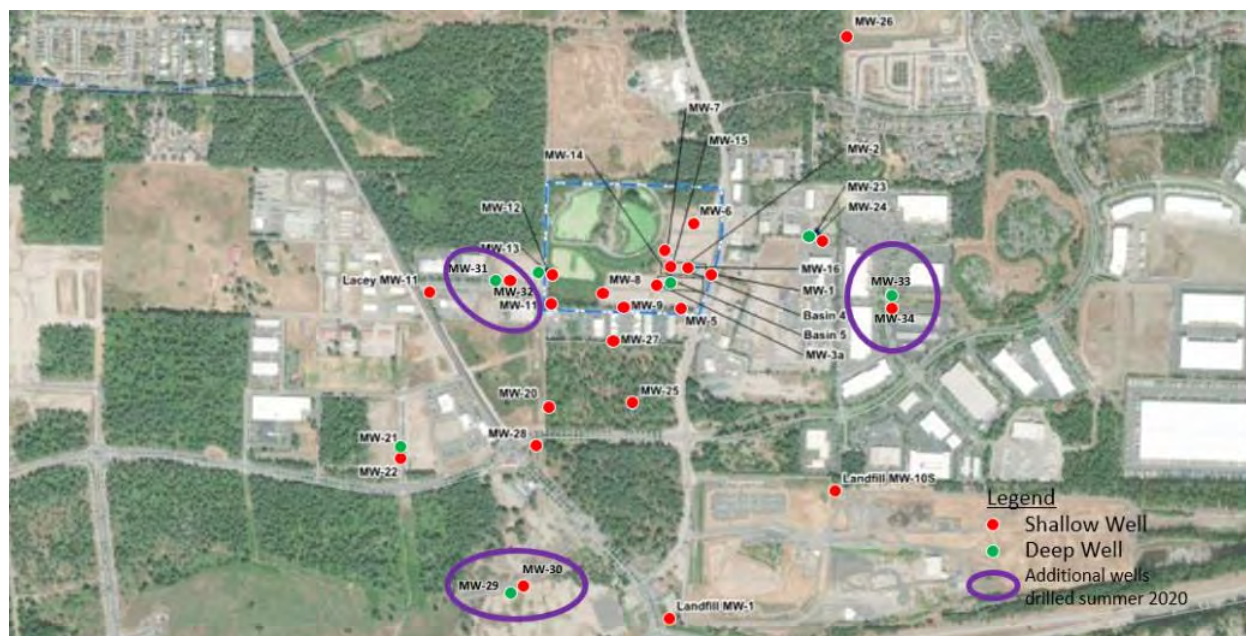 MW-26
MW-7
MW-15
MW-14
MW-2
MW-23
MW-24
MW-12
MW-6
MW-13
MW-31
MW-16
Lacey MW-11
MW-32
MW-8
MW-1
MW-33
MW-11
MW-9
Basin 4
MW-34
MW-5
Basin 5
MW-27
MW-3a
MW-20
MW-25
MW-21
MW-28
MW-22
Landfill MW-10S
Legend
Shallow Well
Deep Well
Additional wells
drilled summer 2020
MW-30
MW-29
Landfill MW-1